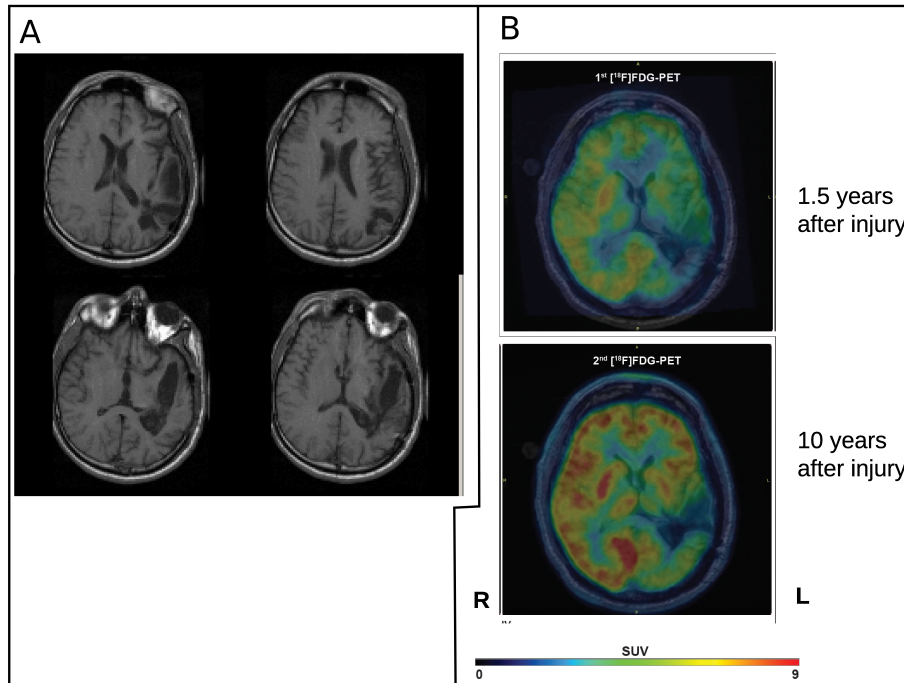 A
B
1st [18F]FDG-PET
1.5 years
after injury
2nd [18F]FDG-PET
10 years
after injury
R
L
SUV
0
9